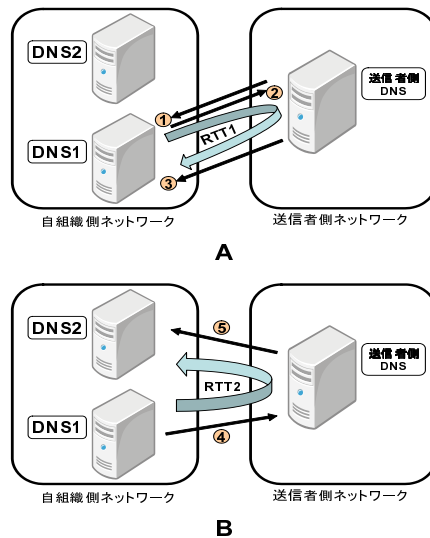 DNS2
送信者側
DNS
①
②
DNS1
RTT1
③
自組織側ネットワーク
送信者側ネットワーク
A
DNS2
⑤
送信者側
DNS
RTT2
DNS1
④
自組織側ネットワーク
送信者側ネットワーク
B